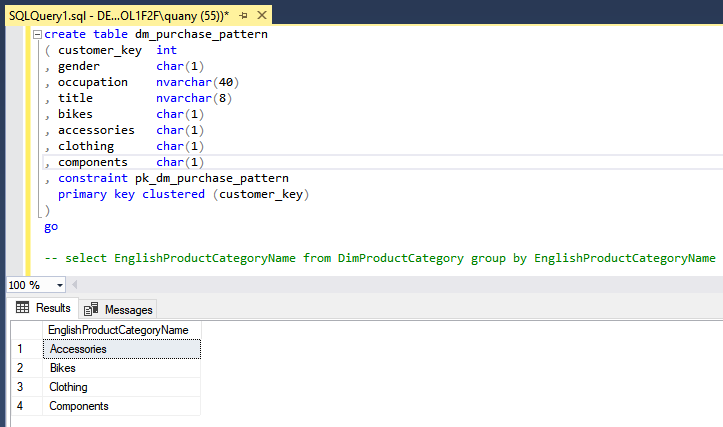 SQLQuery1.sql - DE...OL1F2F\quany (55))*
create table dm_purchase_pattern
( customer_key int
, gender char(1)
, occupation nvarchar(40)
, title nvarchar(8)
, bikes char(1)
, accessories char(1)
, clothing char(1)
, components char(1)
, constraint pk_dm_purchase_pattern
primary key clustered (customer_key)
)
go
-- select EnglishProductCategoryName from DimProductCategory group by EnglishProductCategoryName
100 %
Results Messages
EnglishProductCategoryName
1 Accessories
2 Bikes
3 Clothing
4 Components